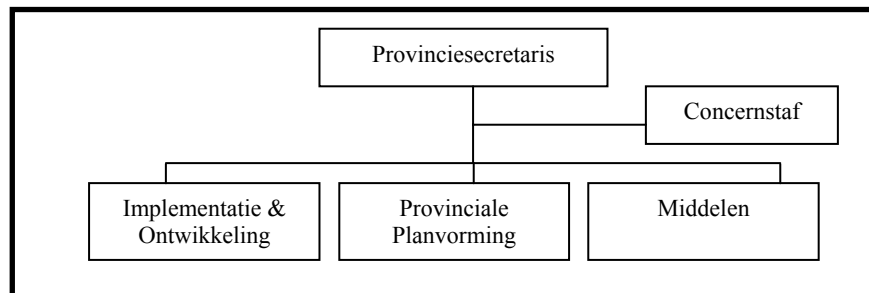 Provinciesecretaris
Concernstaf
Implementatie &
Ontwikkeling
Provinciale
Planvorming
Middelen